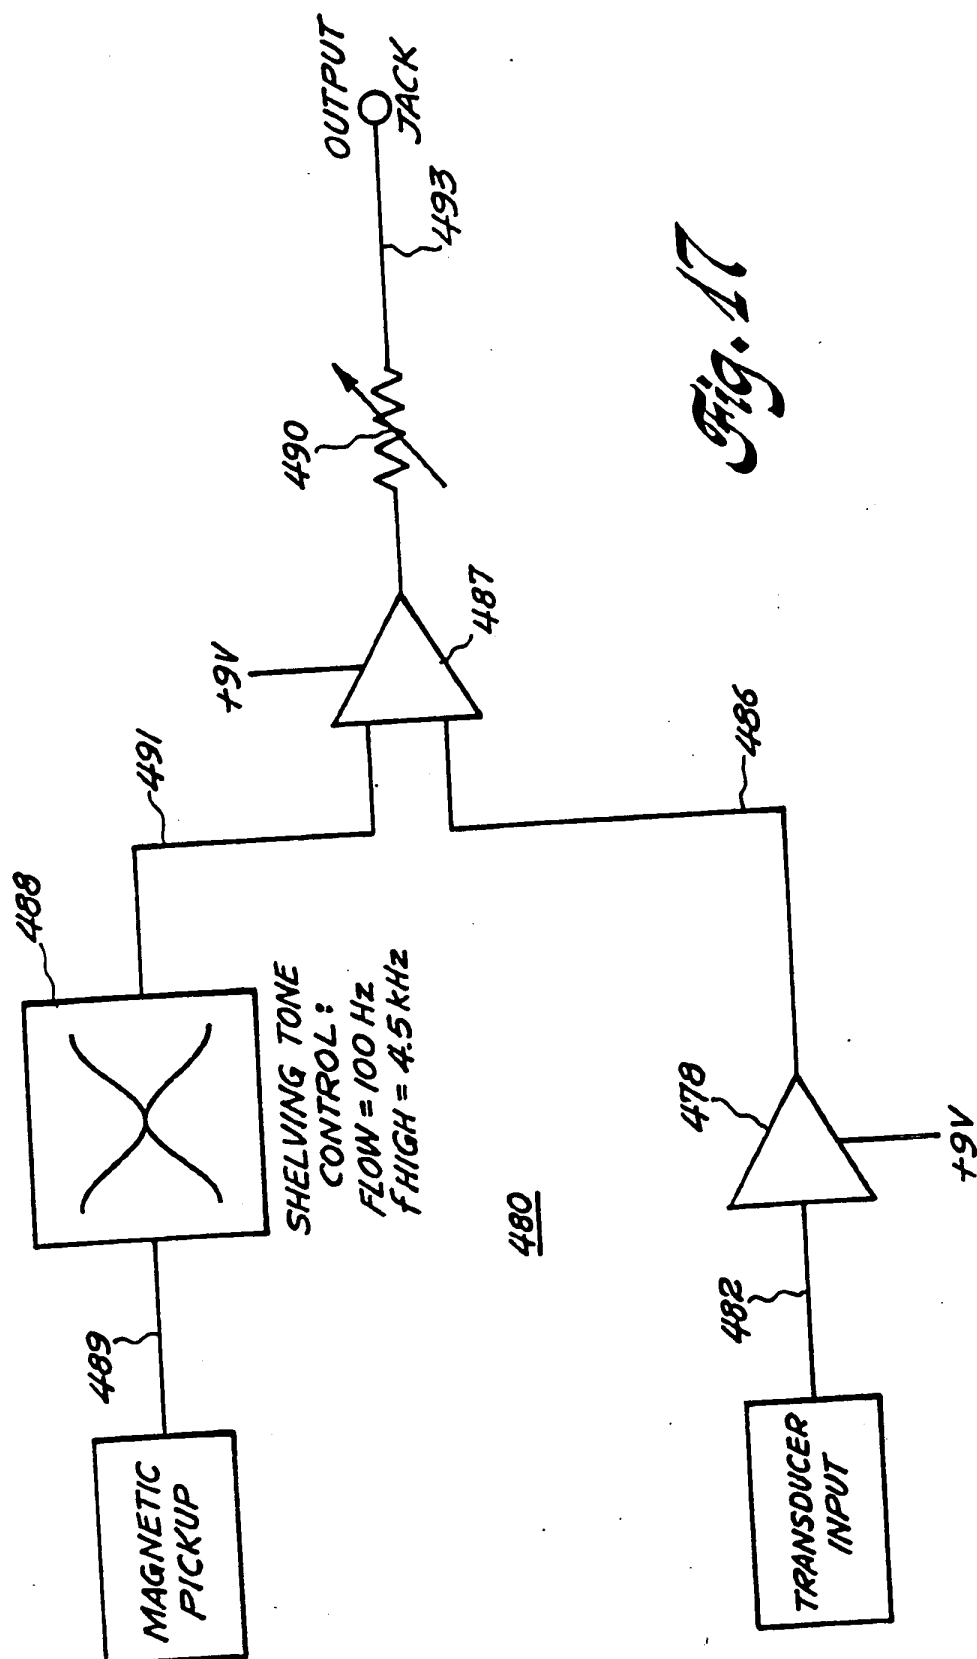 MAGNETIC
PICKUP
489
488
SHELVING TONE
CONTROL:
FLOW = 100 Hz
fHIGH = 4.5 KHz
491
+9V
487
490
OUTPUT
JACK
493
480
TRANSDUCER
INPUT
482
478
+9V
486
Fig. 17